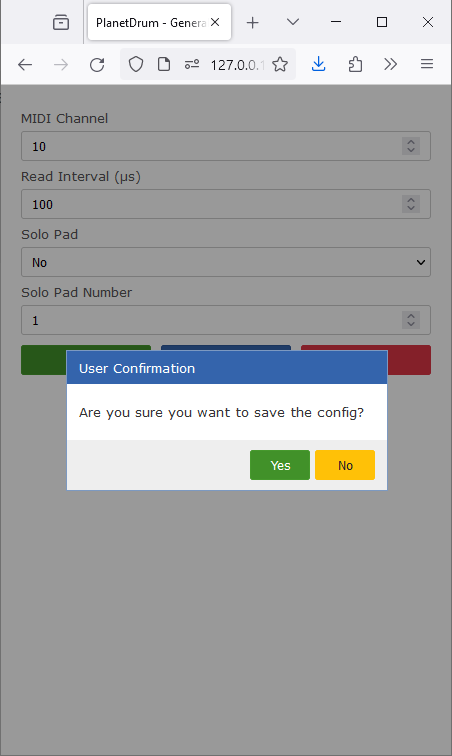 PlanetDrum - Genera
127.0.0.1
MIDI Channel
10
Read Interval (µs)
100
Solo Pad
No
Solo Pad Number
1
User Confirmation
Are you sure you want to save the config?
Yes
No